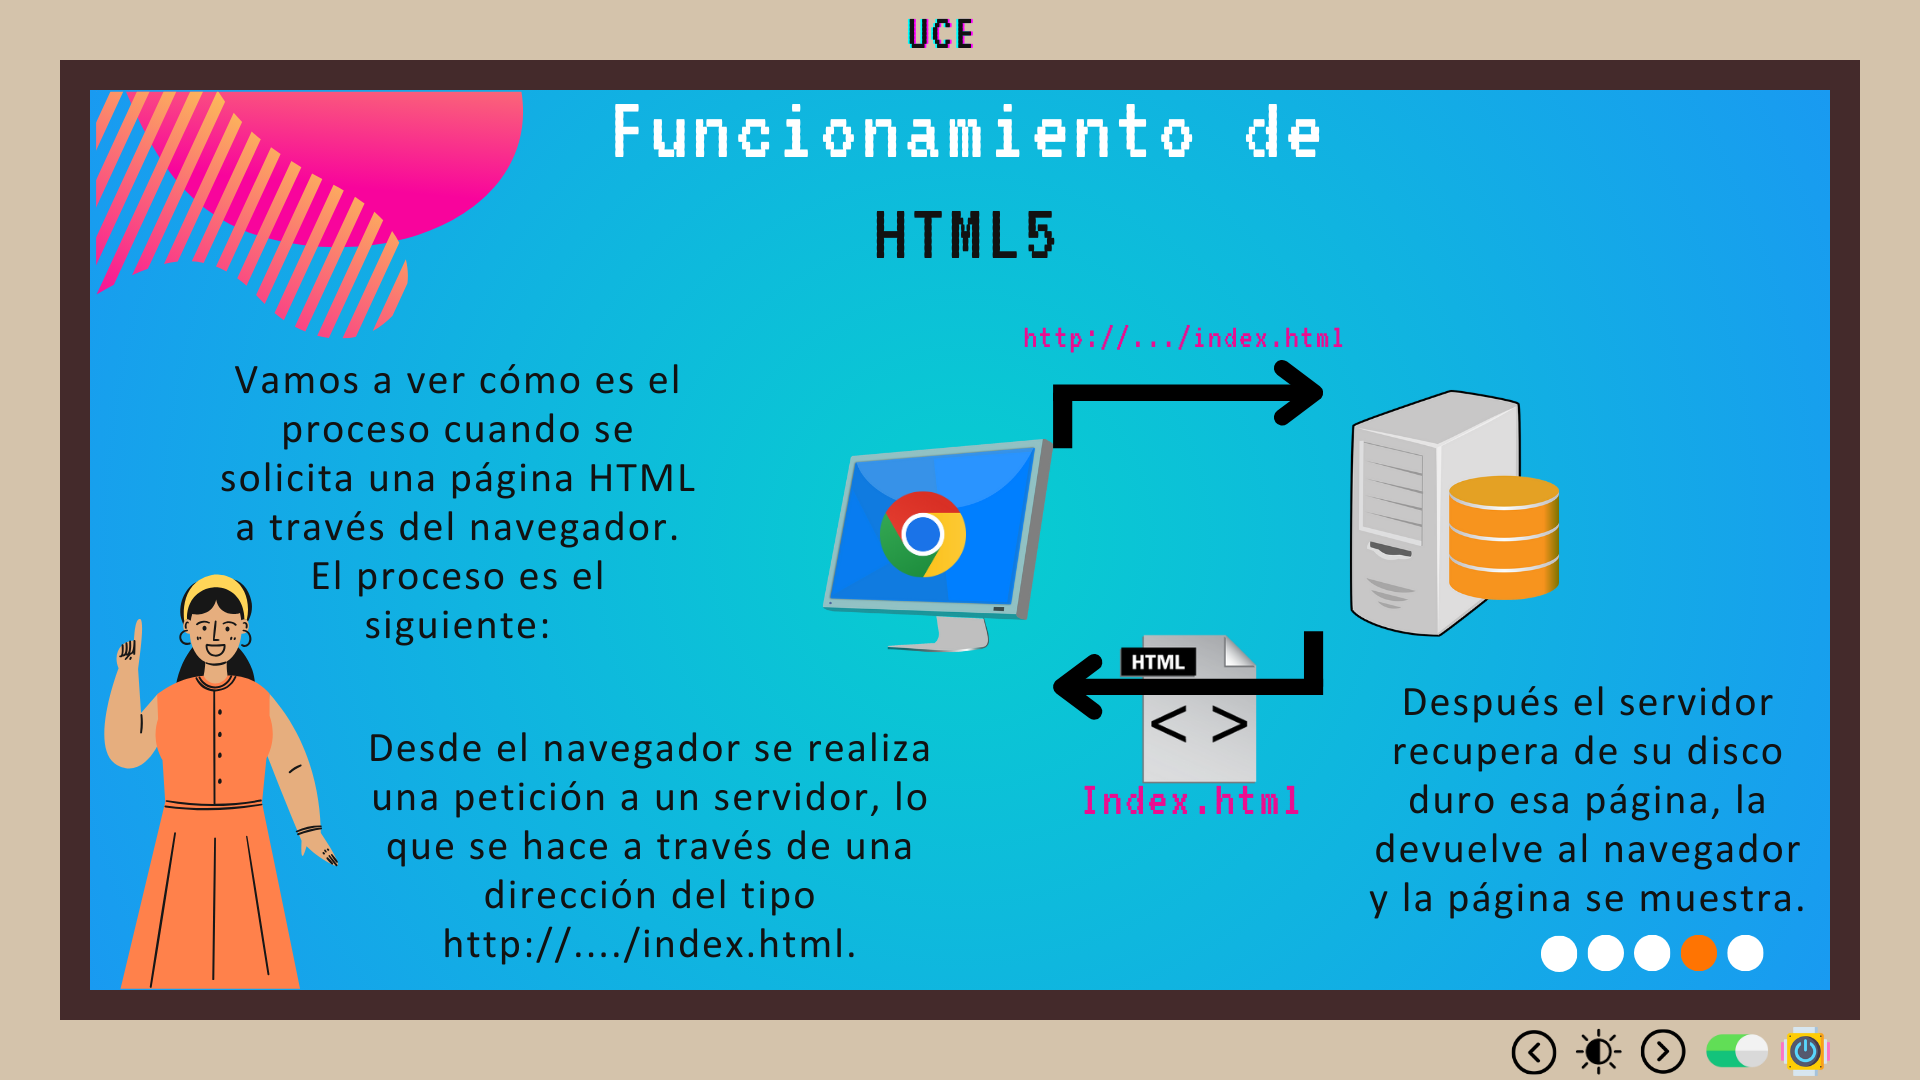 UCE
Funcionamiento de
HTML5
Vamos a ver cómo es el
proceso cuando se
solicita una página HTML
a través del navegador.
El proceso es el
siguiente:
http://.../index.html
HTML
< >
Index.html
Desde el navegador se realiza
una petición a un servidor, lo
que se hace a través de una
dirección del tipo
http://..../index.html.
Después el servidor
recupera de su disco
duro esa página, la
devuelve al navegador
y la página se muestra.